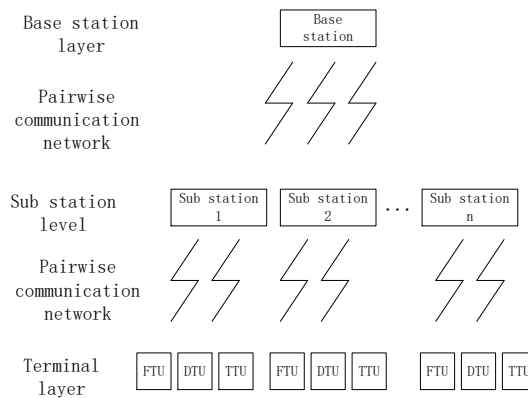 Base station
layer
Base
station
Pairwise
communication
network
Sub station
level
Sub station
1
Sub station
2
...
Sub station
n
Pairwise
communication
network
Terminal
layer
FTU DTU TTU FTU DTU TTU FTU DTU TTU